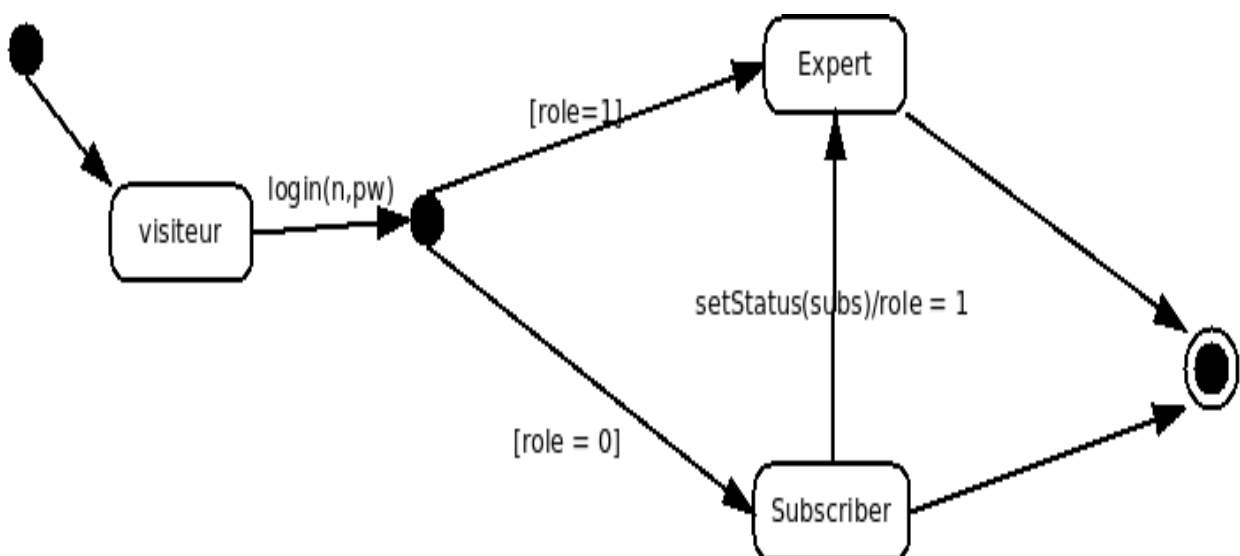 Expert
[role=1]
login(n,pw)
visiteur
setStatus(subs)/role = 1
[role = 0]
Subscriber